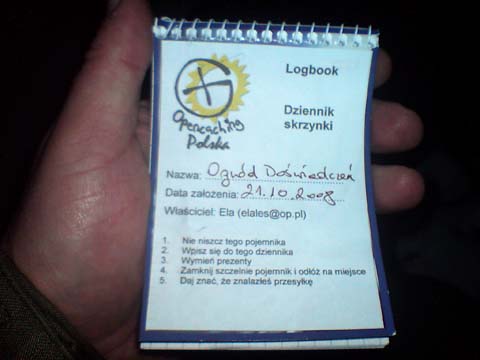 Logbook
Opencaching
Polska
Dziennik
skrzynki
Nazwa: Ogród Doświadczeń
Data założenia: 21.10.2008
Właściciel: Ela (elales@op.pl)
1. Nie niszcz tego pojemnika
2. Wpisz się do tego dziennika
3. Wymień prezenty
4. Zamknij szczelnie pojemnik i odłóż na miejsce
5. Daj znać, że znalazłeś przesyłkę